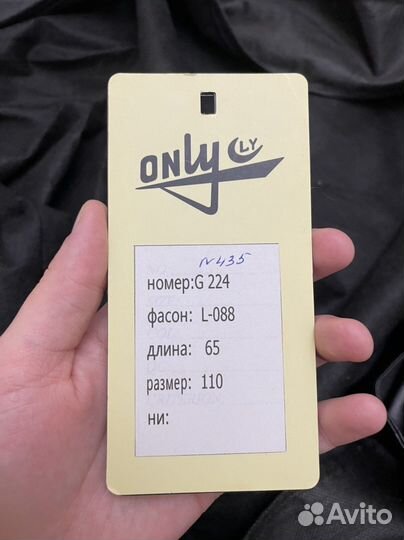 ONLY
LY
N435
номер:G 224
фасон: L-088
длина: 65
размер: 110
ни:
Avito